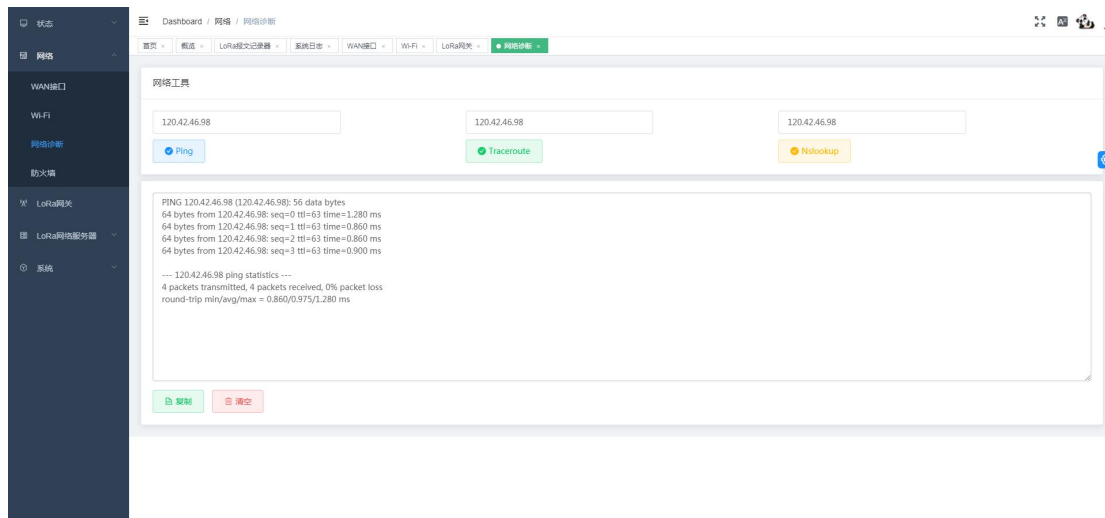 状态
网络
WAN接口
Wi-Fi
网络诊断
防火墙
LoRa网关
LoRa网络服务器
系统
Dashboard / 网络 / 网络诊断
首页 × 概览 × LoRa报文记录器 × 系统日志 × WAN接口 × Wi-Fi × LoRa网关 × 网络诊断 ×
网络工具
120.42.46.98 120.42.46.98 120.42.46.98
Ping Traceroute Nslookup
PING 120.42.46.98 (120.42.46.98): 56 data bytes
64 bytes from 120.42.46.98: seq=0 ttl=63 time=1.280 ms
64 bytes from 120.42.46.98: seq=1 ttl=63 time=0.860 ms
64 bytes from 120.42.46.98: seq=2 ttl=63 time=0.860 ms
64 bytes from 120.42.46.98: seq=3 ttl=63 time=0.900 ms
--- 120.42.46.98 ping statistics ---
4 packets transmitted, 4 packets received, 0% packet loss
round-trip min/avg/max = 0.860/0.975/1.280 ms
复制 清空